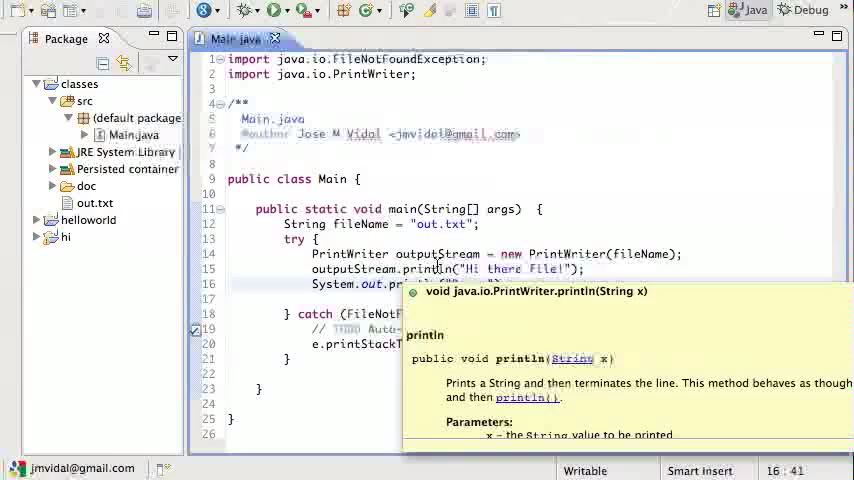 Java
Debug
Package
Main.java
classes
src
(default package
Main.java
JRE System Library
Persisted container
doc
out.txt
helloworld
hi
1 import java.io.FileNotFoundException;
2 import java.io.PrintWriter;
3
4 /**
5 Main.java
6 @author Jose M Vidal <jmvidal@gmail.com>
7 */
8
9 public class Main {
10
11 public static void main(String[] args) {
12 String fileName = "out.txt";
13 try {
14 PrintWriter outputStream = new PrintWriter(fileName);
15 outputStream.println("Hi there File!");
16 System.out.
18 } catch (FileNotF
19 // TODO Auto-
20 e.printStackT
21 }
22
23 }
24
25 }
26
void java.io.PrintWriter.println(String x)
println
public void println(String x)
Prints a String and then terminates the line. This method behaves as though
and then println().
Parameters:
x - the String value to be printed
jmvidal@gmail.com
Writable
Smart Insert
16 : 41